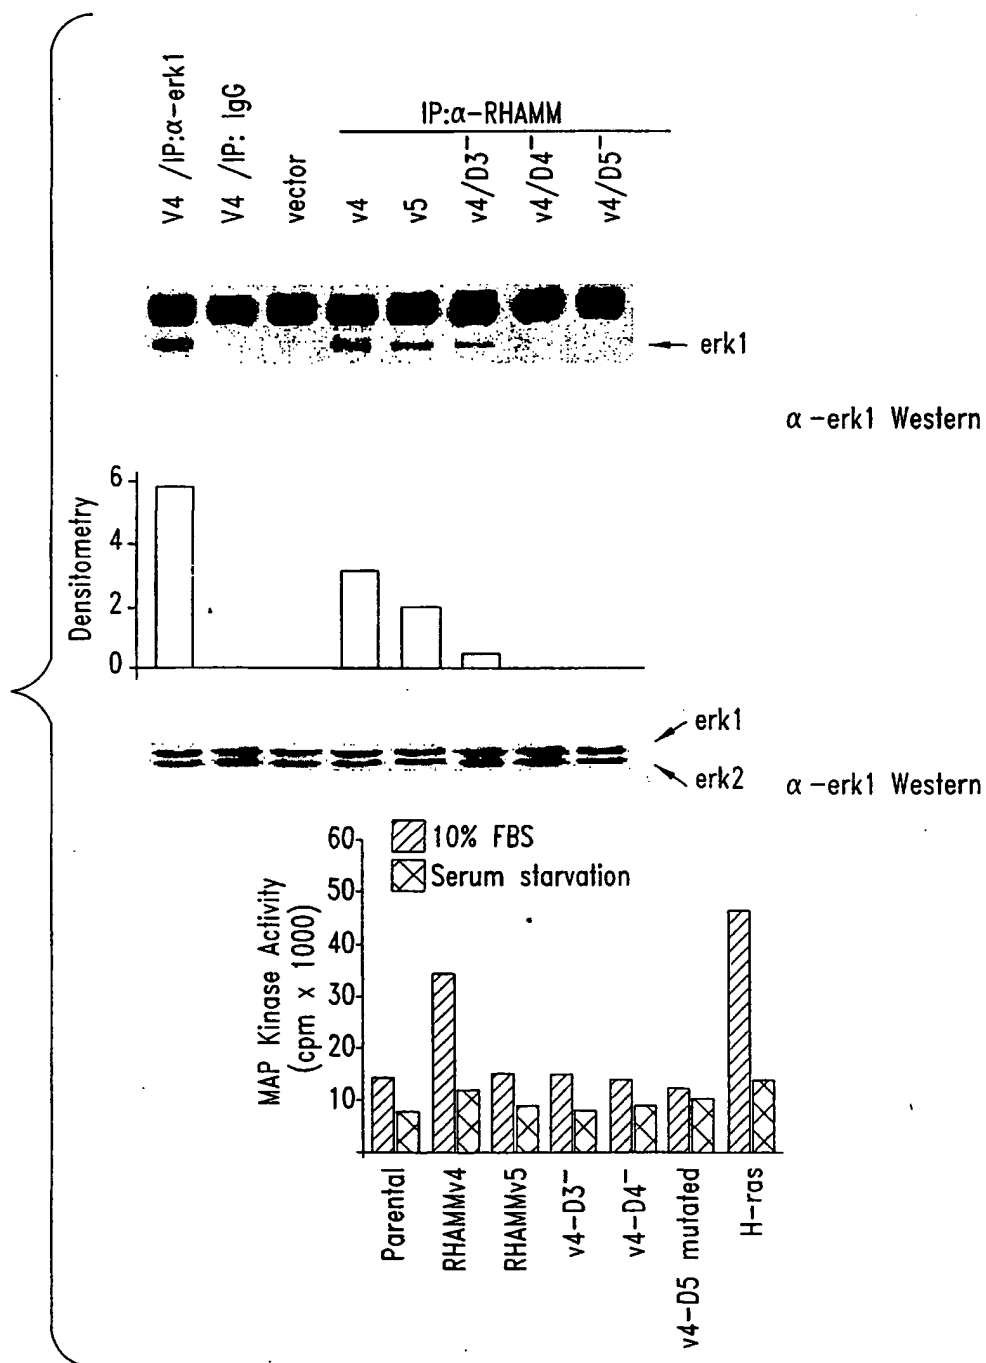 V4 /IP:α-erk1
V4 /IP: IgG
vector
IP:α-RHAMM
v4
v5
v4/D3⁻
v4/D4⁻
v4/D5⁻
erk1
α-erk1 Western
Densitometry
6
4
2
0
erk1
erk2
α-erk1 Western
MAP Kinase Activity
(cpm x 1000)
60
50
40
30
20
10
10% FBS
Serum starvation
Parental
RHAMMv4
RHAMMv5
v4-D3⁻
v4-D4⁻
v4-D5 mutated
H-ras